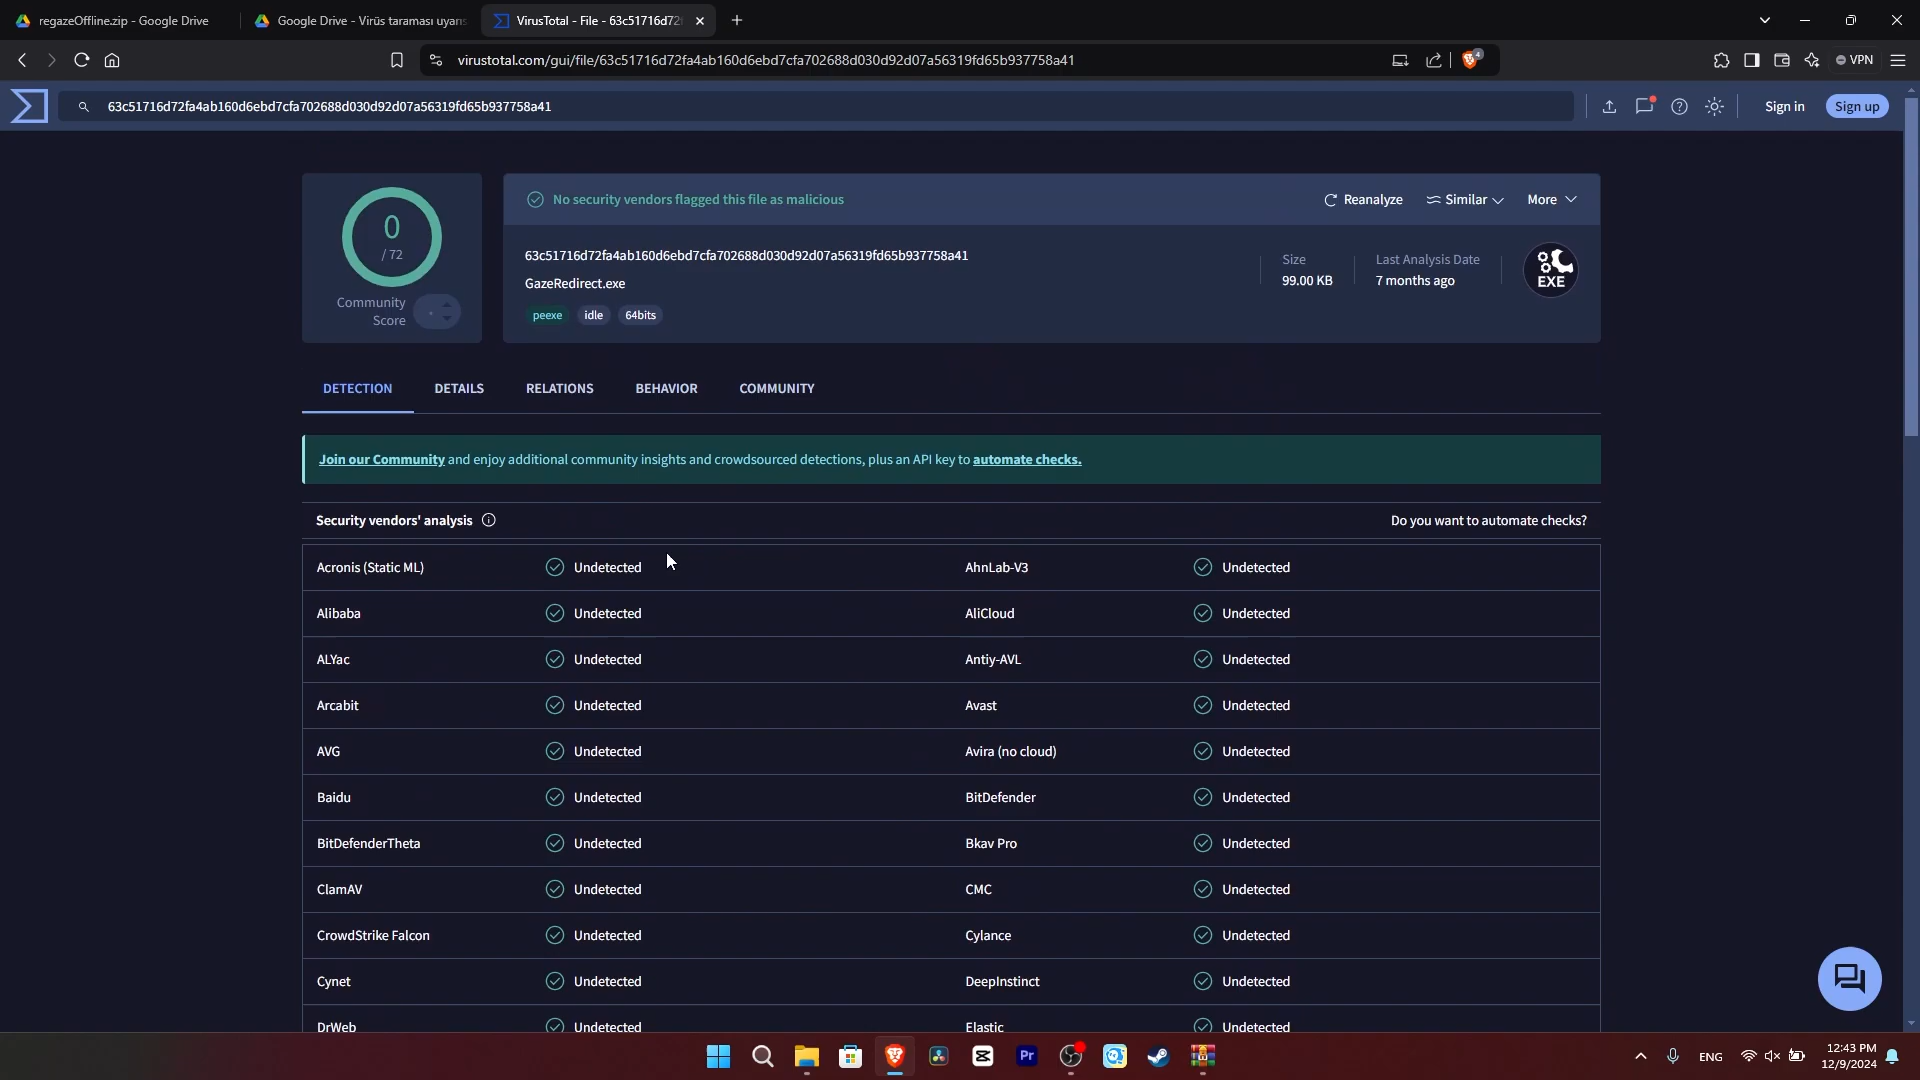 regazeOffline.zip - Google Drive
Google Drive - Virüs taraması uyarıs
VirusTotal - File - 63c51716d72
virustotal.com/gui/file/63c51716d72fa4ab160d6ebd7cfa702688d030d92d07a56319fd65b937758a41
4
VPN
63c51716d72fa4ab160d6ebd7cfa702688d030d92d07a56319fd65b937758a41
Sign in
Sign up
0
/ 72
Community
Score
No security vendors flagged this file as malicious
Reanalyze
Similar
More
63c51716d72fa4ab160d6ebd7cfa702688d030d92d07a56319fd65b937758a41
GazeRedirect.exe
peexe
idle
64bits
Size
99.00 KB
Last Analysis Date
7 months ago
EXE
DETECTION
DETAILS
RELATIONS
BEHAVIOR
COMMUNITY
Join our Community and enjoy additional community insights and crowdsourced detections, plus an API key to automate checks.
Security vendors' analysis
Do you want to automate checks?
Acronis (Static ML) Undetected AhnLab-V3 Undetected
Alibaba Undetected AliCloud Undetected
ALYac Undetected Antiy-AVL Undetected
Arcabit Undetected Avast Undetected
AVG Undetected Avira (no cloud) Undetected
Baidu Undetected BitDefender Undetected
BitDefenderTheta Undetected Bkav Pro Undetected
ClamAV Undetected CMC Undetected
CrowdStrike Falcon Undetected Cylance Undetected
Cynet Undetected DeepInstinct Undetected
DrWeb Undetected Elastic Undetected
Pr
ENG
12:43 PM
12/9/2024